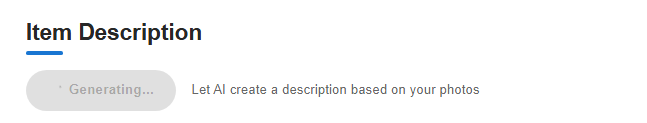 Item Description
Generating...
Let AI create a description based on your photos